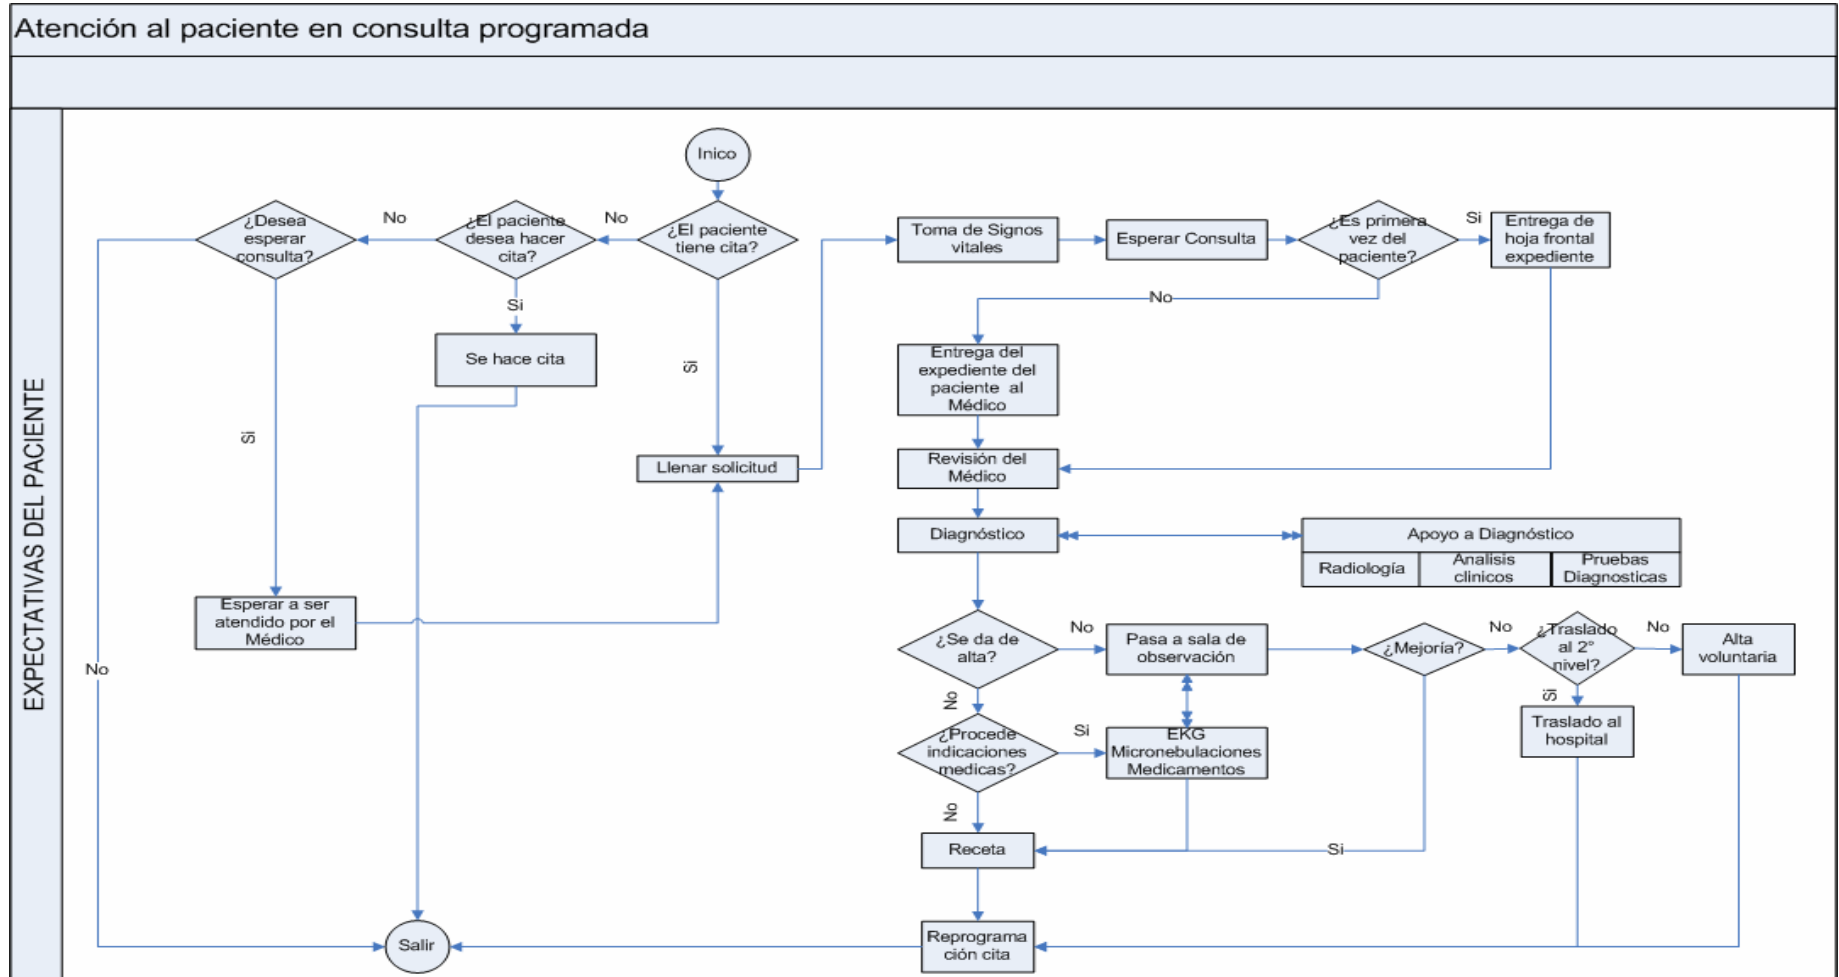 Atención al paciente en consulta programada
EXPECTATIVAS DEL PACIENTE
Inico
¿El paciente
tiene cita?
No
¿El paciente
desea hacer
cita?
No
¿Desea
esperar
consulta?
Si
Se hace cita
Si
Si
No
Llenar solicitud
Esperar a ser
atendido por el
Médico
Toma de Signos
vitales
Esperar Consulta
¿Es primera
vez del
paciente?
Si
Entrega de
hoja frontal
expediente
No
Entrega del
expediente del
paciente al
Médico
Revisión del
Médico
Diagnóstico
Apoyo a Diagnóstico
Radiología
Analisis
clinicos
Pruebas
Diagnosticas
¿Se da de
alta?
No
Pasa a sala de
observación
¿Mejoría?
No
¿Traslado
al 2°
nivel?
No
Alta
voluntaria
No
Si
Traslado al
hospital
¿Procede
indicaciones
medicas?
Si
EKG
Micronebulaciones
Medicamentos
No
Receta
Si
Reprograma
ción cita
Salir